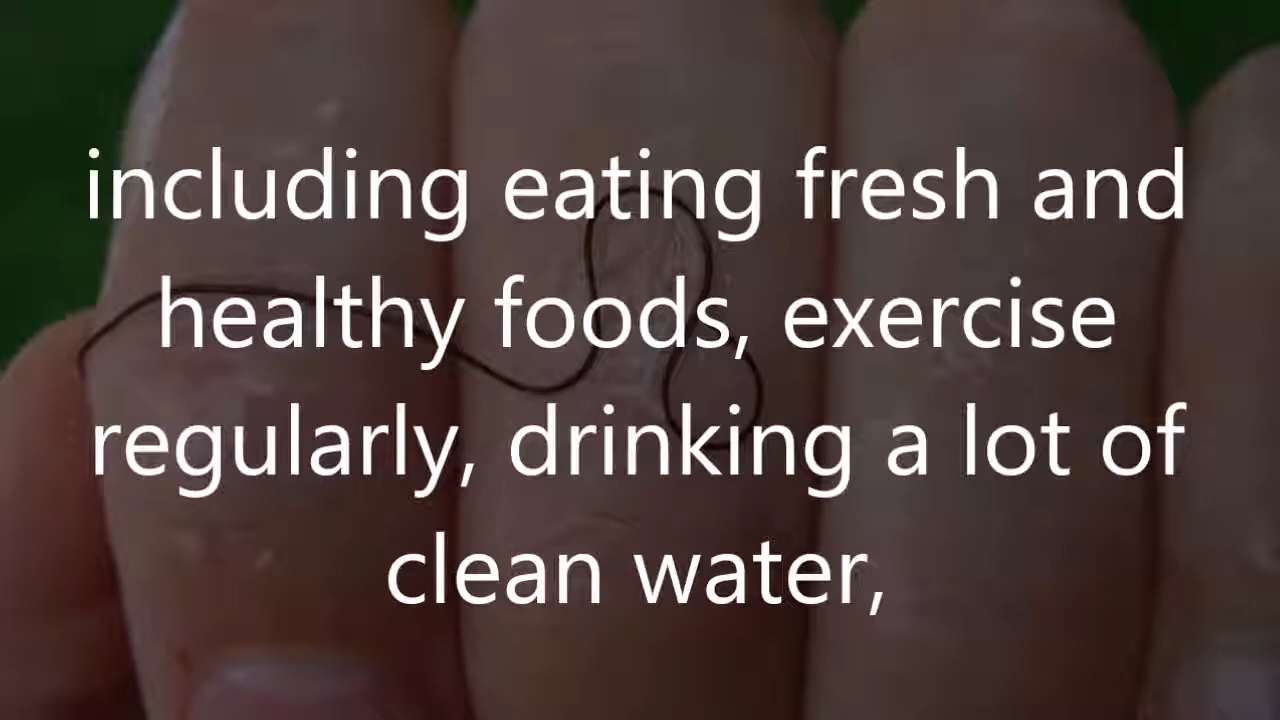 including eating fresh and
healthy foods, exercise
regularly, drinking a lot of
clean water,